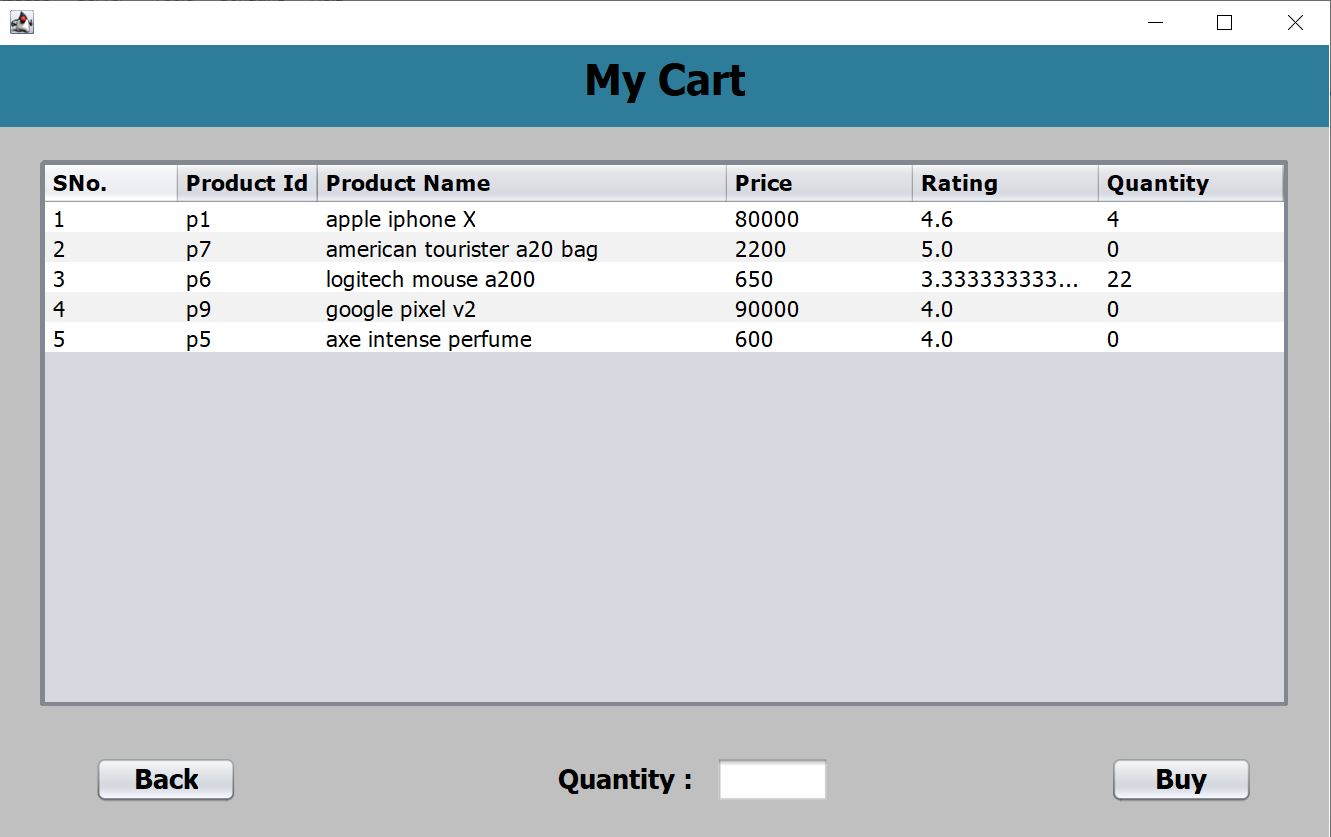 My Cart
SNo. Product Id Product Name Price Rating Quantity
1 p1 apple iphone X 80000 4.6 4
2 p7 american tourister a20 bag 2200 5.0 0
3 p6 logitech mouse a200 650 3.333333333... 22
4 p9 google pixel v2 90000 4.0 0
5 p5 axe intense perfume 600 4.0 0
Back Quantity : Buy